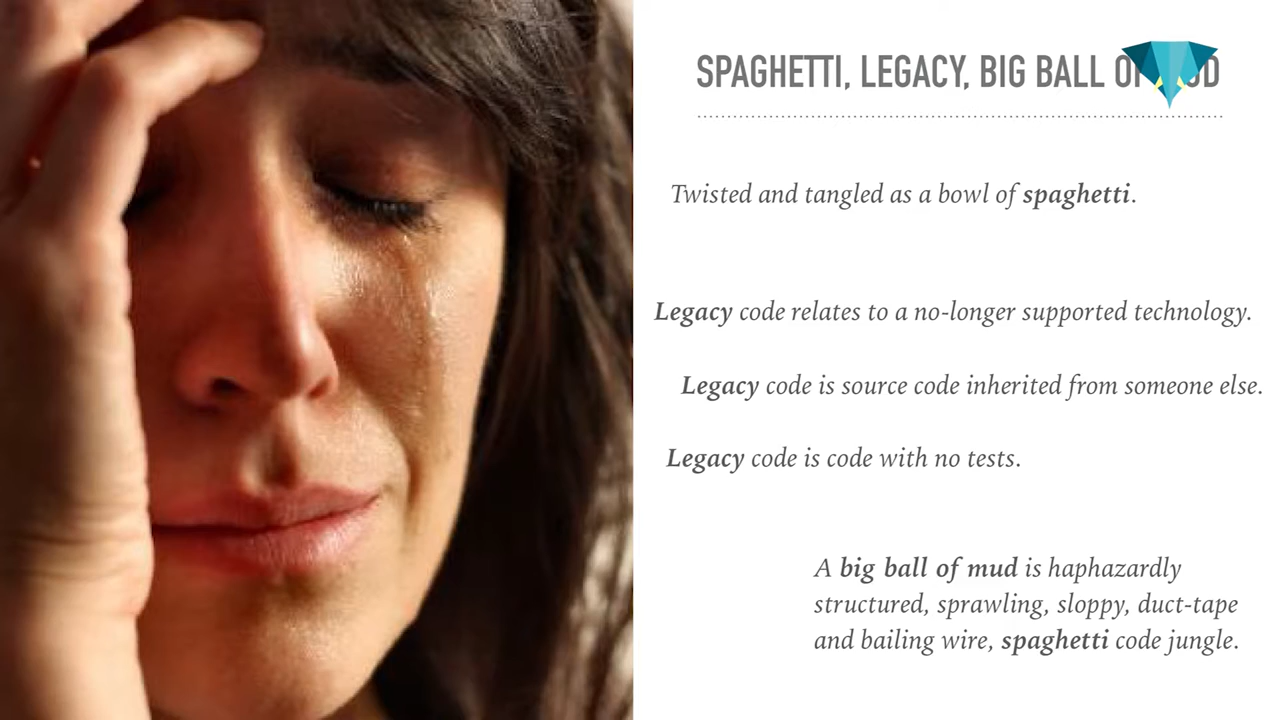 SPAGHETTI, LEGACY, BIG BALL
Twisted and tangled as a bowl of spaghetti.
Legacy code relates to a no-longer supported technology.
Legacy code is source code inherited from someone else.
Legacy code is code with no tests.
A big ball of mud is haphazardly
structured, sprawling, sloppy, duct-tape
and bailing wire, spaghetti code jungle.